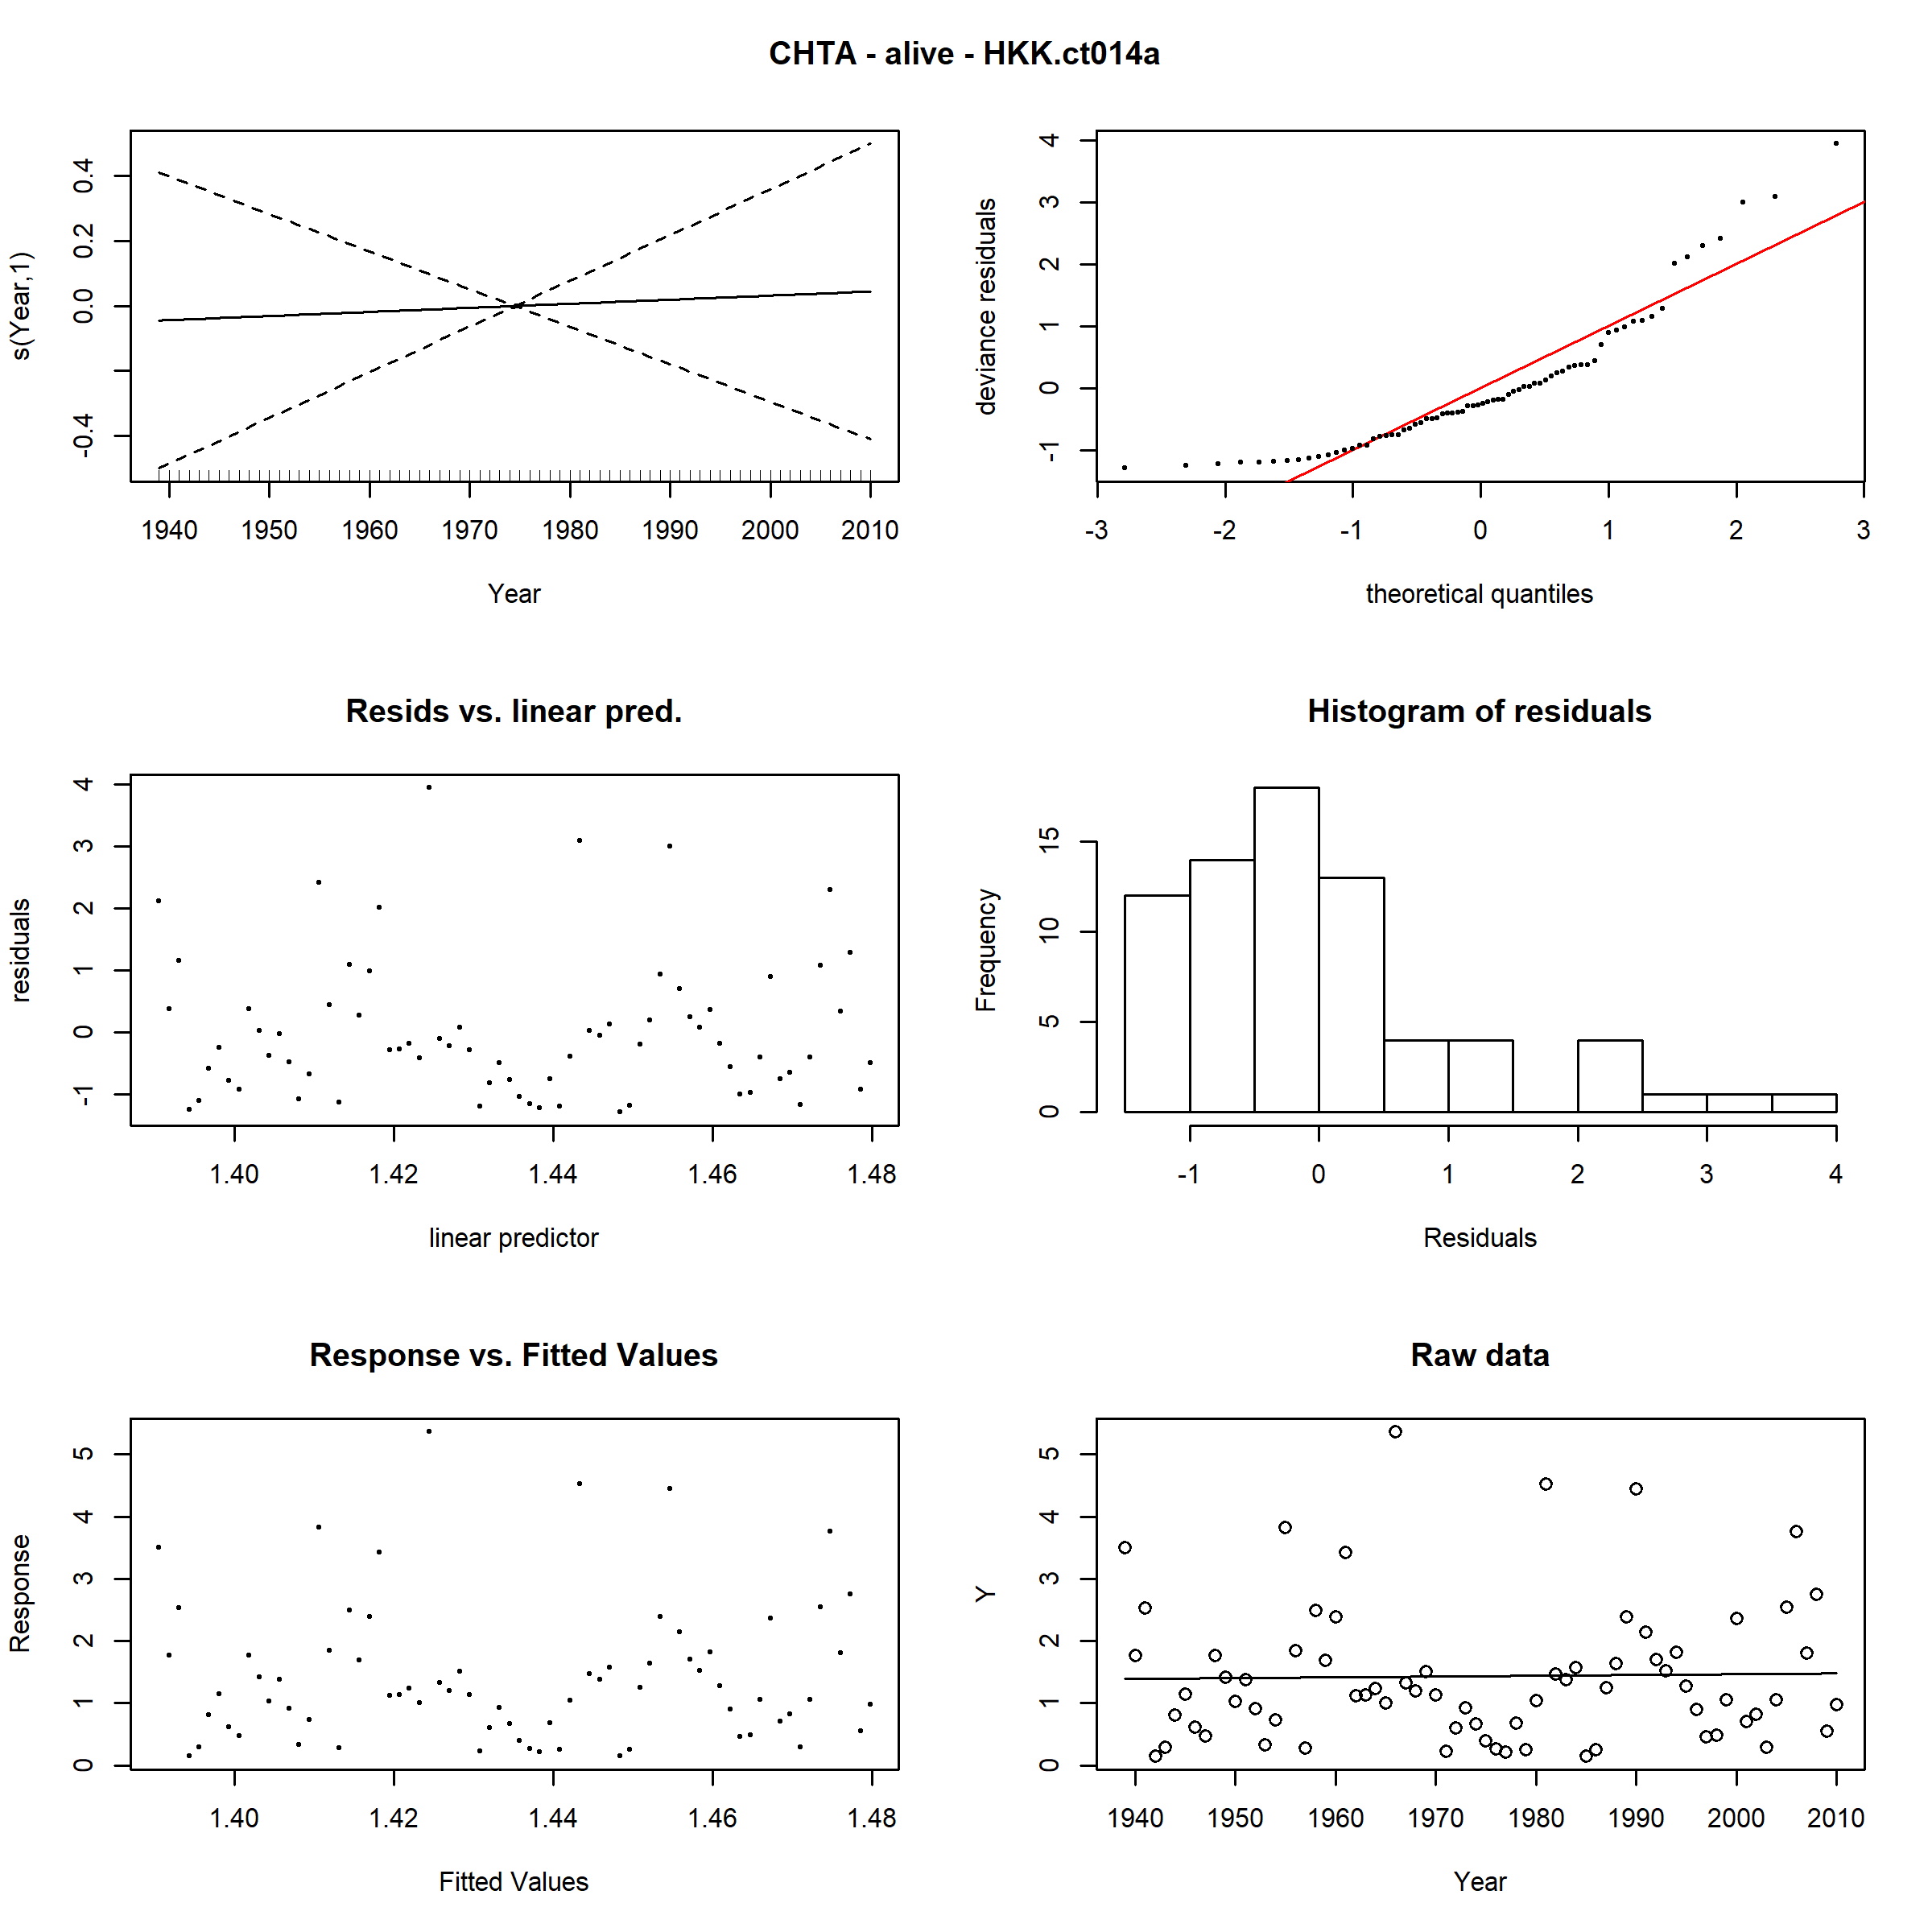 CHTA - alive - HKK.ct014a
s(Year,1)
-0.4 0.0 0.2 0.4
1940 1950 1960 1970 1980 1990 2000 2010
Year
deviance residuals
-1 0 1 2 3 4
-3 -2 -1 0 1 2 3
theoretical quantiles
Resids vs. linear pred.
residuals
-1 0 1 2 3 4
1.40 1.42 1.44 1.46 1.48
linear predictor
Histogram of residuals
Frequency
0 5 10 15
-1 0 1 2 3 4
Residuals
Response vs. Fitted Values
Response
0 1 2 3 4 5
1.40 1.42 1.44 1.46 1.48
Fitted Values
Raw data
Y
0 1 2 3 4 5
1940 1950 1960 1970 1980 1990 2000 2010
Year